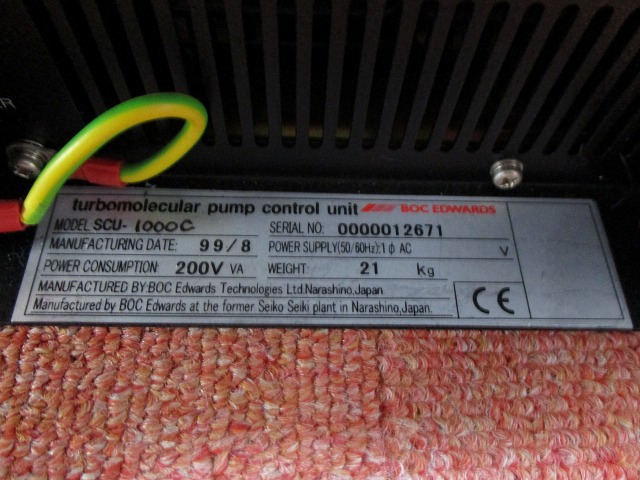 ER
turbomolecular pump control unit BOC EDWARDS
MODEL SCU-1000C SERIAL NO: 0000012671
MANUFACTURING DATE: 99/8 POWER SUPPLY(50/60Hz):1 φ AC V
POWER CONSUMPTION: 200V VA WEIGHT: 21 Kg
MANUFACTURED BY:BOC Edwards Technologies Ltd.Narashino,Japan
Manufactured by BOC Edwards at the former Seiko Seiki plant in Narashino,Japan.
CE